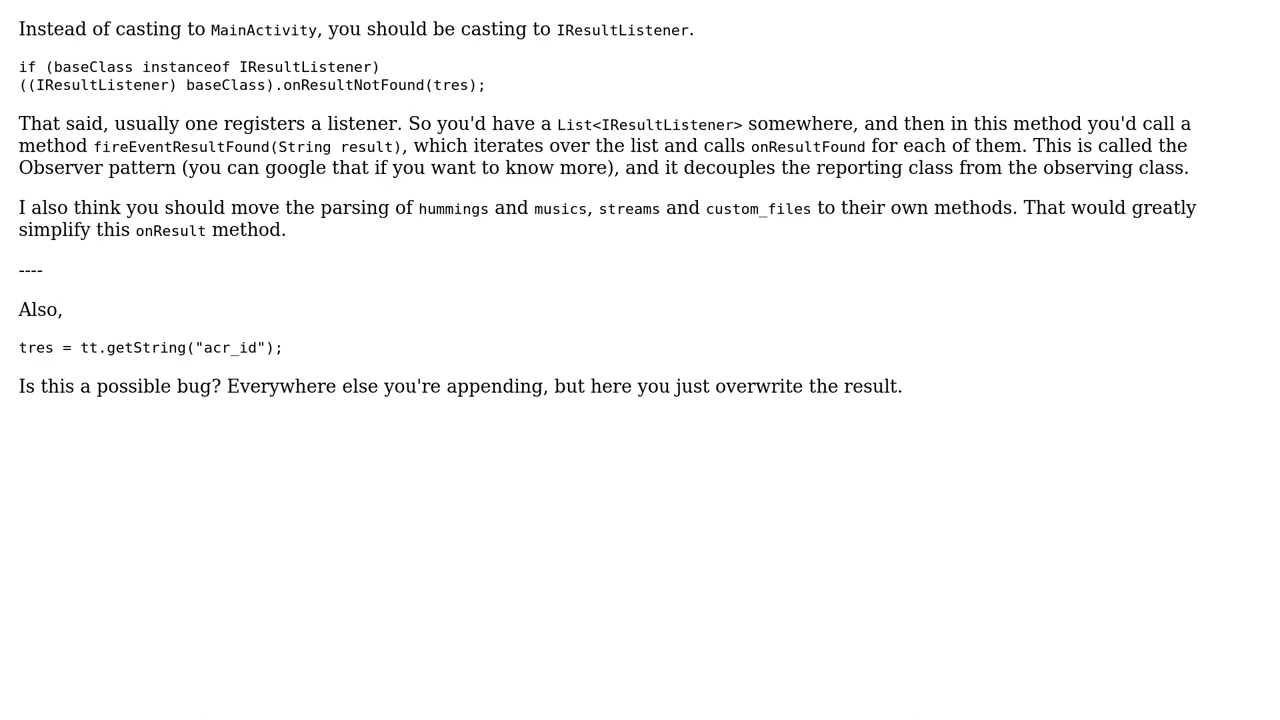 Instead of casting to MainActivity, you should be casting to IResultListener.
if (baseClass instanceof IResultListener)
((IResultListener) baseClass).onResultNotFound(tres);
That said, usually one registers a listener. So you'd have a List<IResultListener> somewhere, and then in this method you'd call a
method fireEventResultFound(String result), which iterates over the list and calls onResultFound for each of them. This is called the
Observer pattern (you can google that if you want to know more), and it decouples the reporting class from the observing class.
I also think you should move the parsing of hummings and musics, streams and custom_files to their own methods. That would greatly
simplify this onResult method.
----
Also,
tres = tt.getString("acr_id");
Is this a possible bug? Everywhere else you're appending, but here you just overwrite the result.